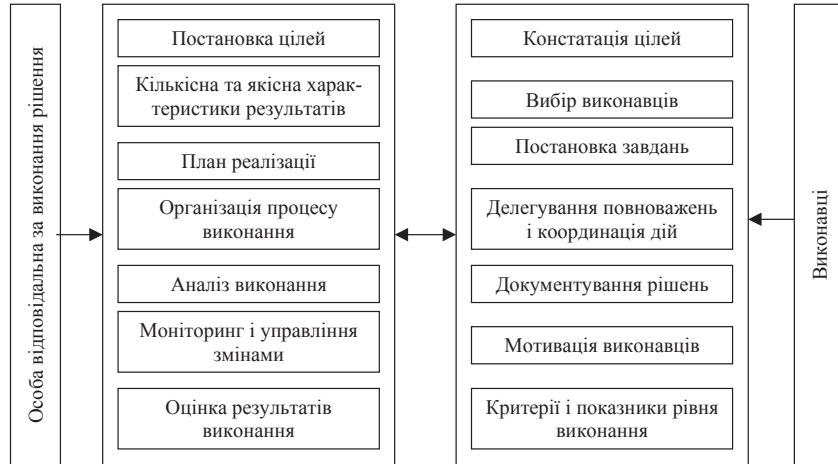 Особа відповідальна за виконання рішення
Постановка цілей
Кількісна та якісна харак-
теристики результатів
План реалізації
Організація процесу
виконання
Аналіз виконання
Моніторинг і управління
змінами
Оцінка результатів
виконання
Констатація цілей
Вибір виконавців
Постановка завдань
Делегування повноважень
і координація дій
Документування рішень
Мотивація виконавців
Критерії і показники рівня
виконання
Виконавці